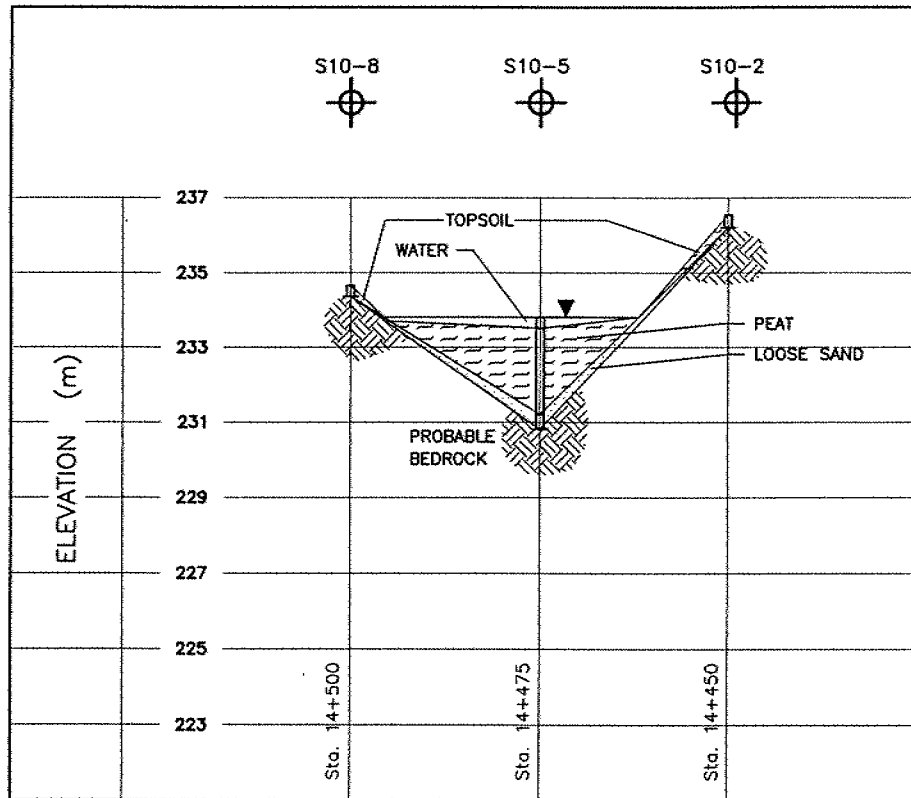 S10-8
S10-5
S10-2
237
TOPSOIL
WATER
235
PEAT
233
LOOSE SAND
231
PROBABLE
BEDROCK
ELEVATION (m)
229
227
225
223
Sta. 14+500
Sta. 14+475
Sta. 14+450